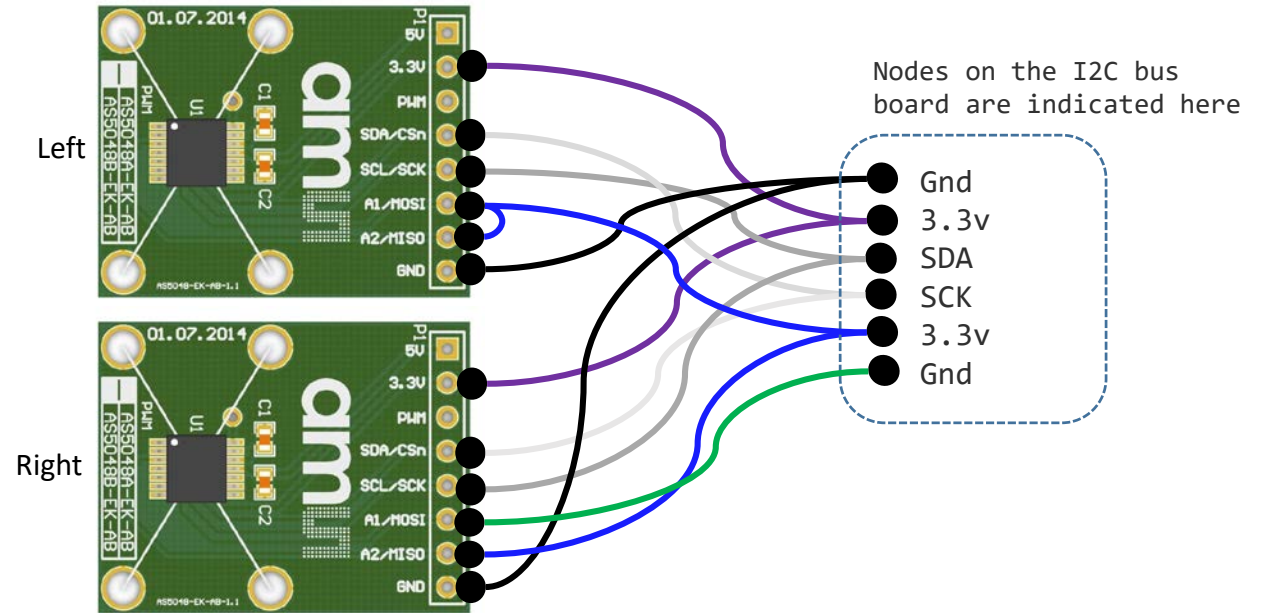 Left
01.07.2014
P1
5V
3.3V
PWM
SDA/CSn
SCL/SCK
A1/MOSI
A2/MISO
GND
PWM
U1
C1
C2
AS5048A-EK-AB
AS5048B-EK-AB
am
AS5048-EK-AB-1.1
Right
01.07.2014
P1
5V
3.3V
PWM
SDA/CSn
SCL/SCK
A1/MOSI
A2/MISO
GND
PWM
U1
C1
C2
AS5048A-EK-AB
AS5048B-EK-AB
am
AS5048-EK-AB-1.1
Nodes on the I2C bus
board are indicated here
Gnd
3.3v
SDA
SCK
3.3v
Gnd